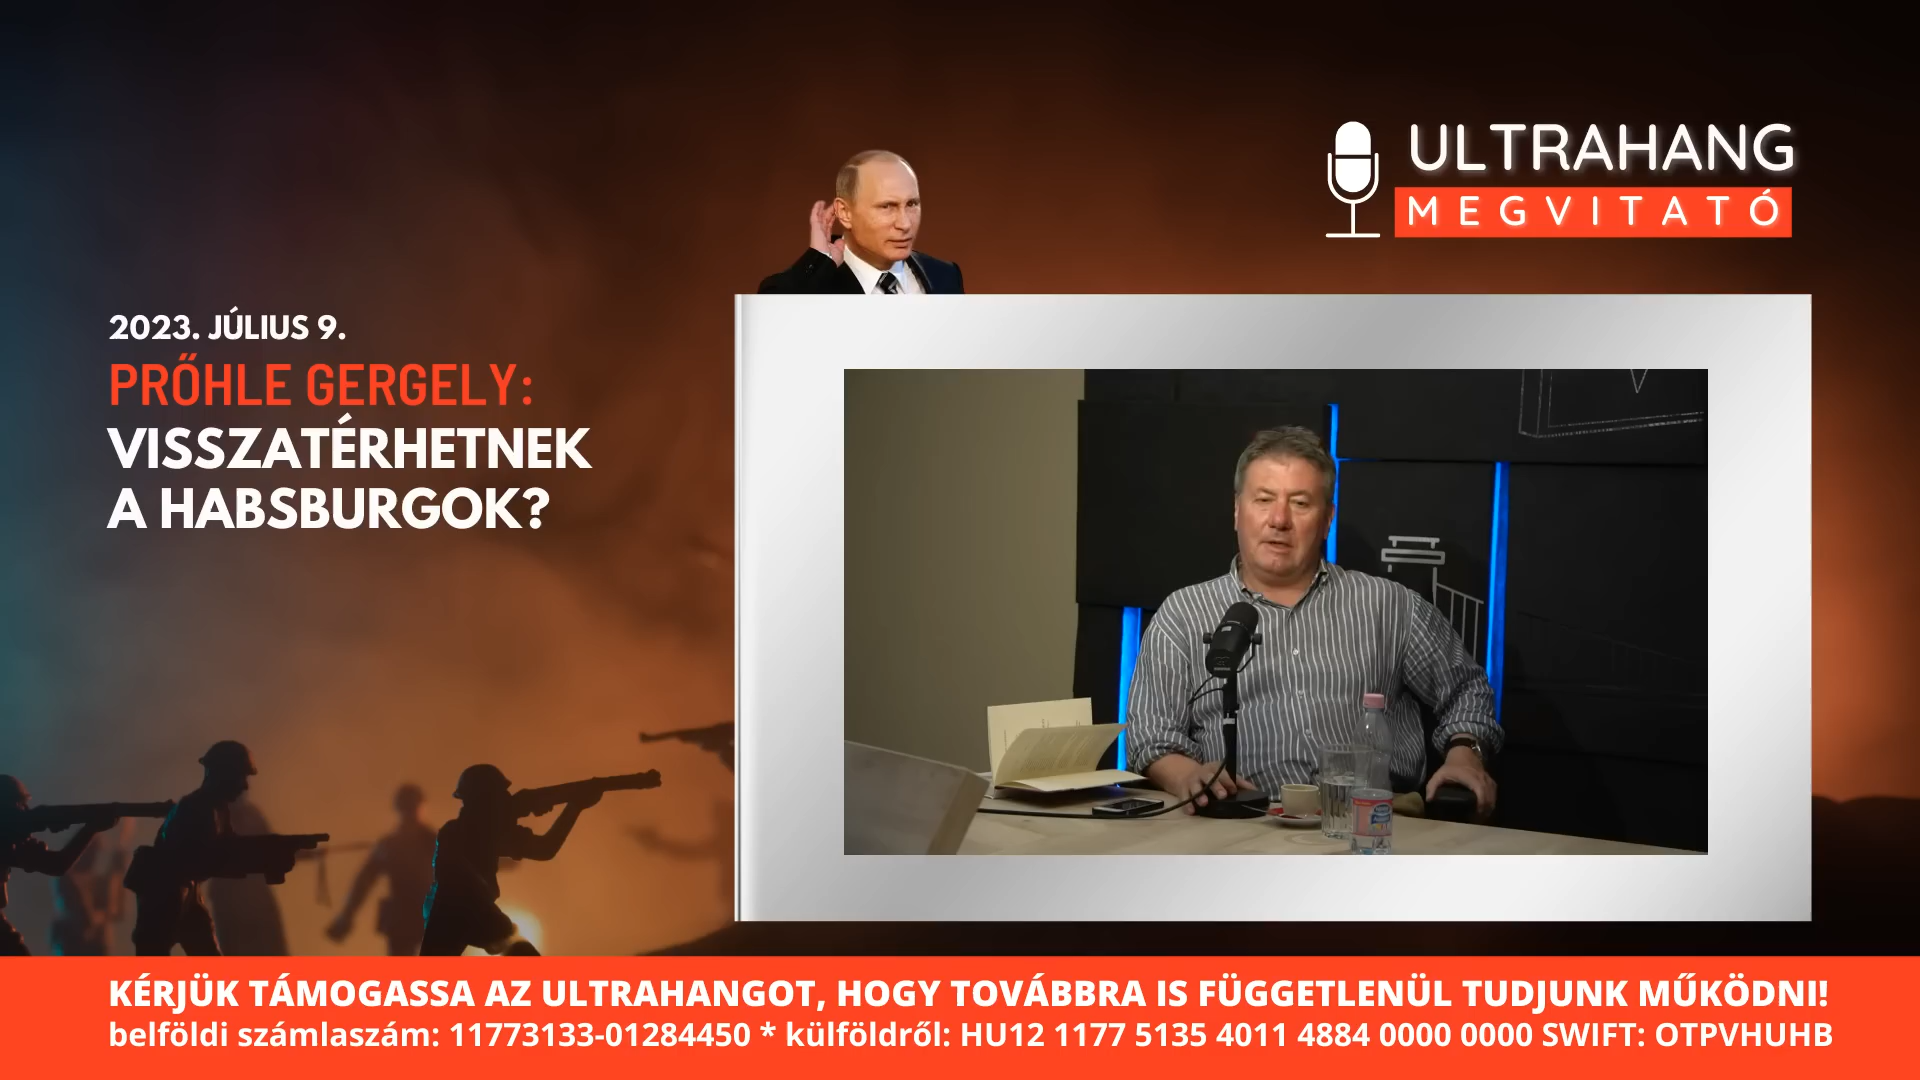 ULTRAHANG
MEGVITATÓ
2023. JÚLIUS 9.
PRŐHLE GERGELY:
VISSZATÉRHETNEK
A HABSBURGOK?
KÉRJÜK TÁMOGASSA AZ ULTRAHANGOT, HOGY TOVÁBBRA IS FÜGGETLENÜL TUDJUNK MŰKÖDNI!
belföldi számlaszám: 11773133-01284450 * külföldről: HU12 1177 5135 4011 4884 0000 0000 SWIFT: OTPVHUHB